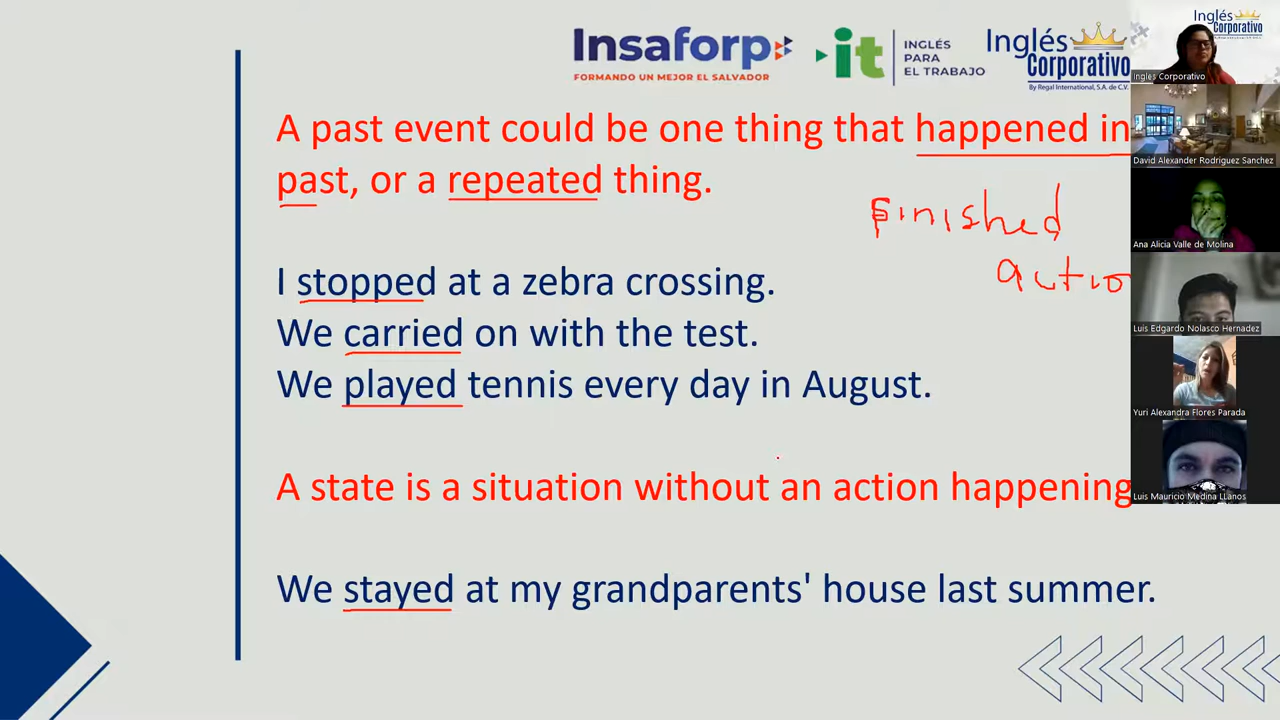 Insaforp
FORMANDO UN MEJOR EL SALVADOR
it
INGLÉS
PARA
EL TRABAJO
Inglés
Corporativo
By Regal International, S.A. de C.V.
Inglés
Corporativo
Ingles Corporativo
David Alexander Rodriguez Sanchez
Ana Alicia Valle de Molina
Luis Edgardo Nolasco Hernadez
Yuri Alexandra Flores Parada
Luis Mauricio Medina LLanos
A past event could be one thing that happened in
past, or a repeated thing.
Finished
actio
I stopped at a zebra crossing.
We carried on with the test.
We played tennis every day in August.
A state is a situation without an action happening
We stayed at my grandparents' house last summer.